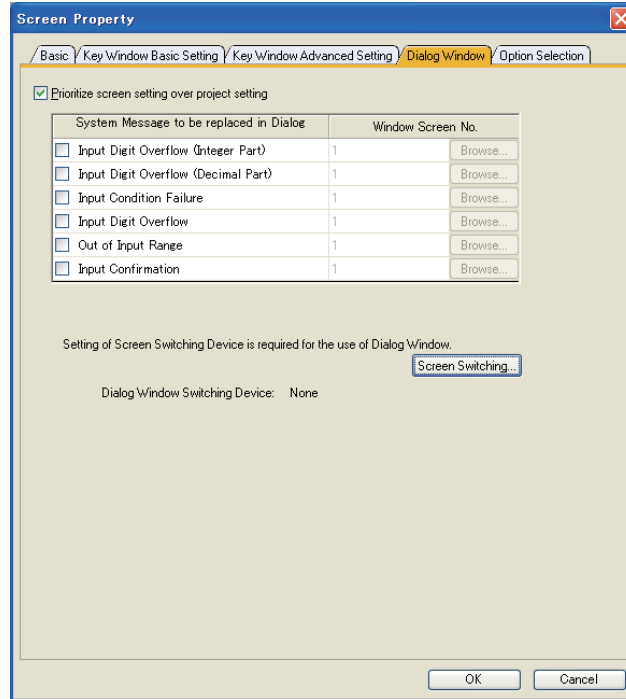 Screen Property
Basic Key Window Basic Setting Key Window Advanced Setting Dialog Window Option Selection
Prioritize screen setting over project setting
System Message to be replaced in Dialog Window Screen No.
Input Digit Overflow (Integer Part) 1 Browse...
Input Digit Overflow (Decimal Part) 1 Browse...
Input Condition Failure 1 Browse...
Input Digit Overflow 1 Browse...
Out of Input Range 1 Browse...
Input Confirmation 1 Browse...
Setting of Screen Switching Device is required for the use of Dialog Window.
Screen Switching...
Dialog Window Switching Device: None
OK Cancel